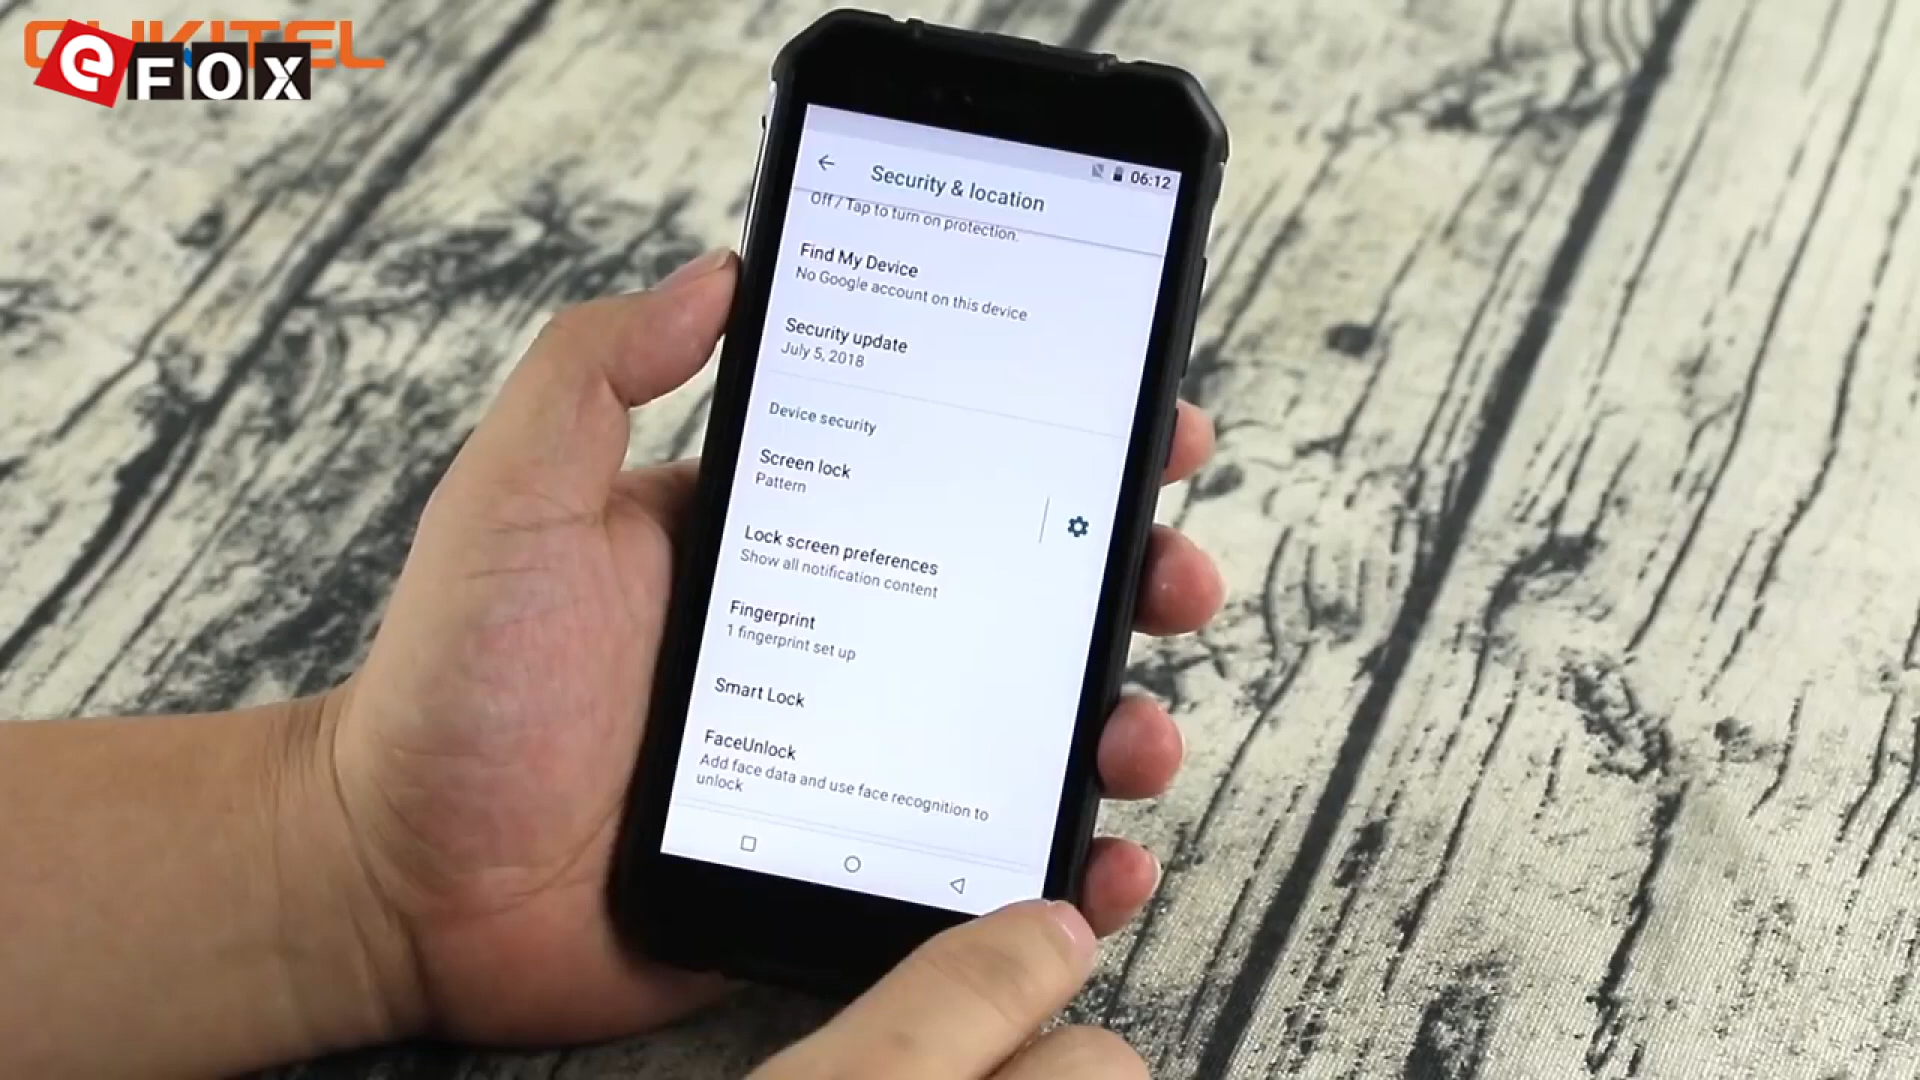 OUKITEL
eFOX
06:12
Security & location
Off / Tap to turn on protection.
Find My Device
No Google account on this device
Security update
July 5, 2018
Device security
Screen lock
Pattern
Lock screen preferences
Show all notification content
Fingerprint
1 fingerprint set up
Smart Lock
FaceUnlock
Add face data and use face recognition to
unlock